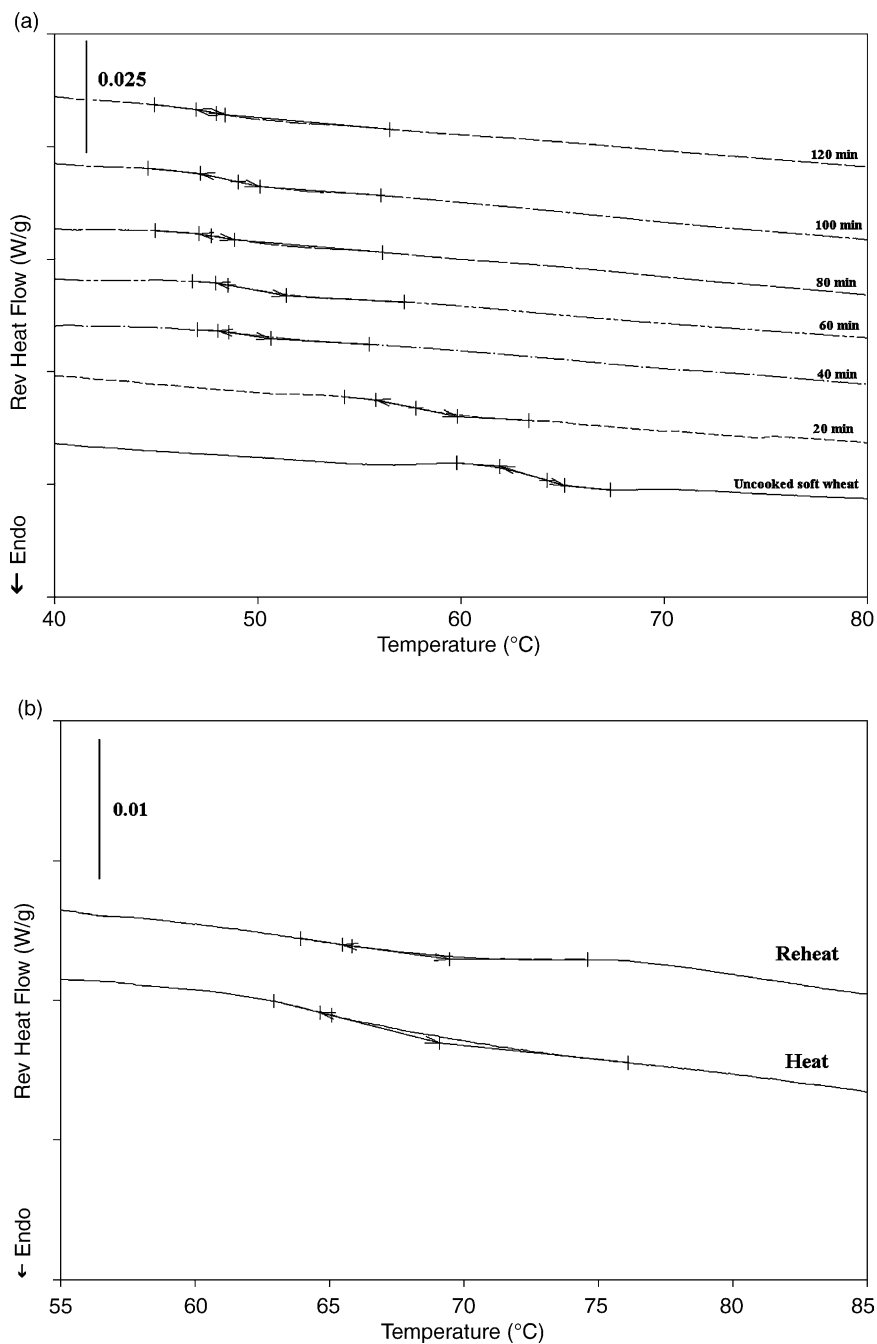 (a)
0.025
120 min
100 min
80 min
60 min
40 min
20 min
Uncooked soft wheat
Rev Heat Flow (W/g)
← Endo
40 50 60 70 80
Temperature (°C)
(b)
0.01
Reheat
Heat
Rev Heat Flow (W/g)
← Endo
55 60 65 70 75 80 85
Temperature (°C)